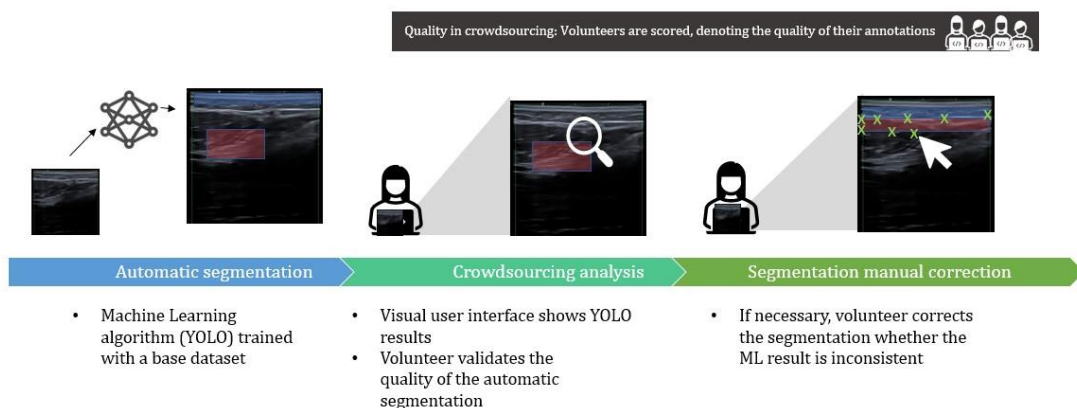 Quality in crowdsourcing: Volunteers are scored, denoting the quality of their annotations
Automatic segmentation
Crowdsourcing analysis
Segmentation manual correction
• Machine Learning
algorithm (YOLO) trained
with a base dataset
• Visual user interface shows YOLO
results
• Volunteer validates the
quality of the automatic
segmentation
• If necessary, volunteer corrects
the segmentation whether the
ML result is inconsistent